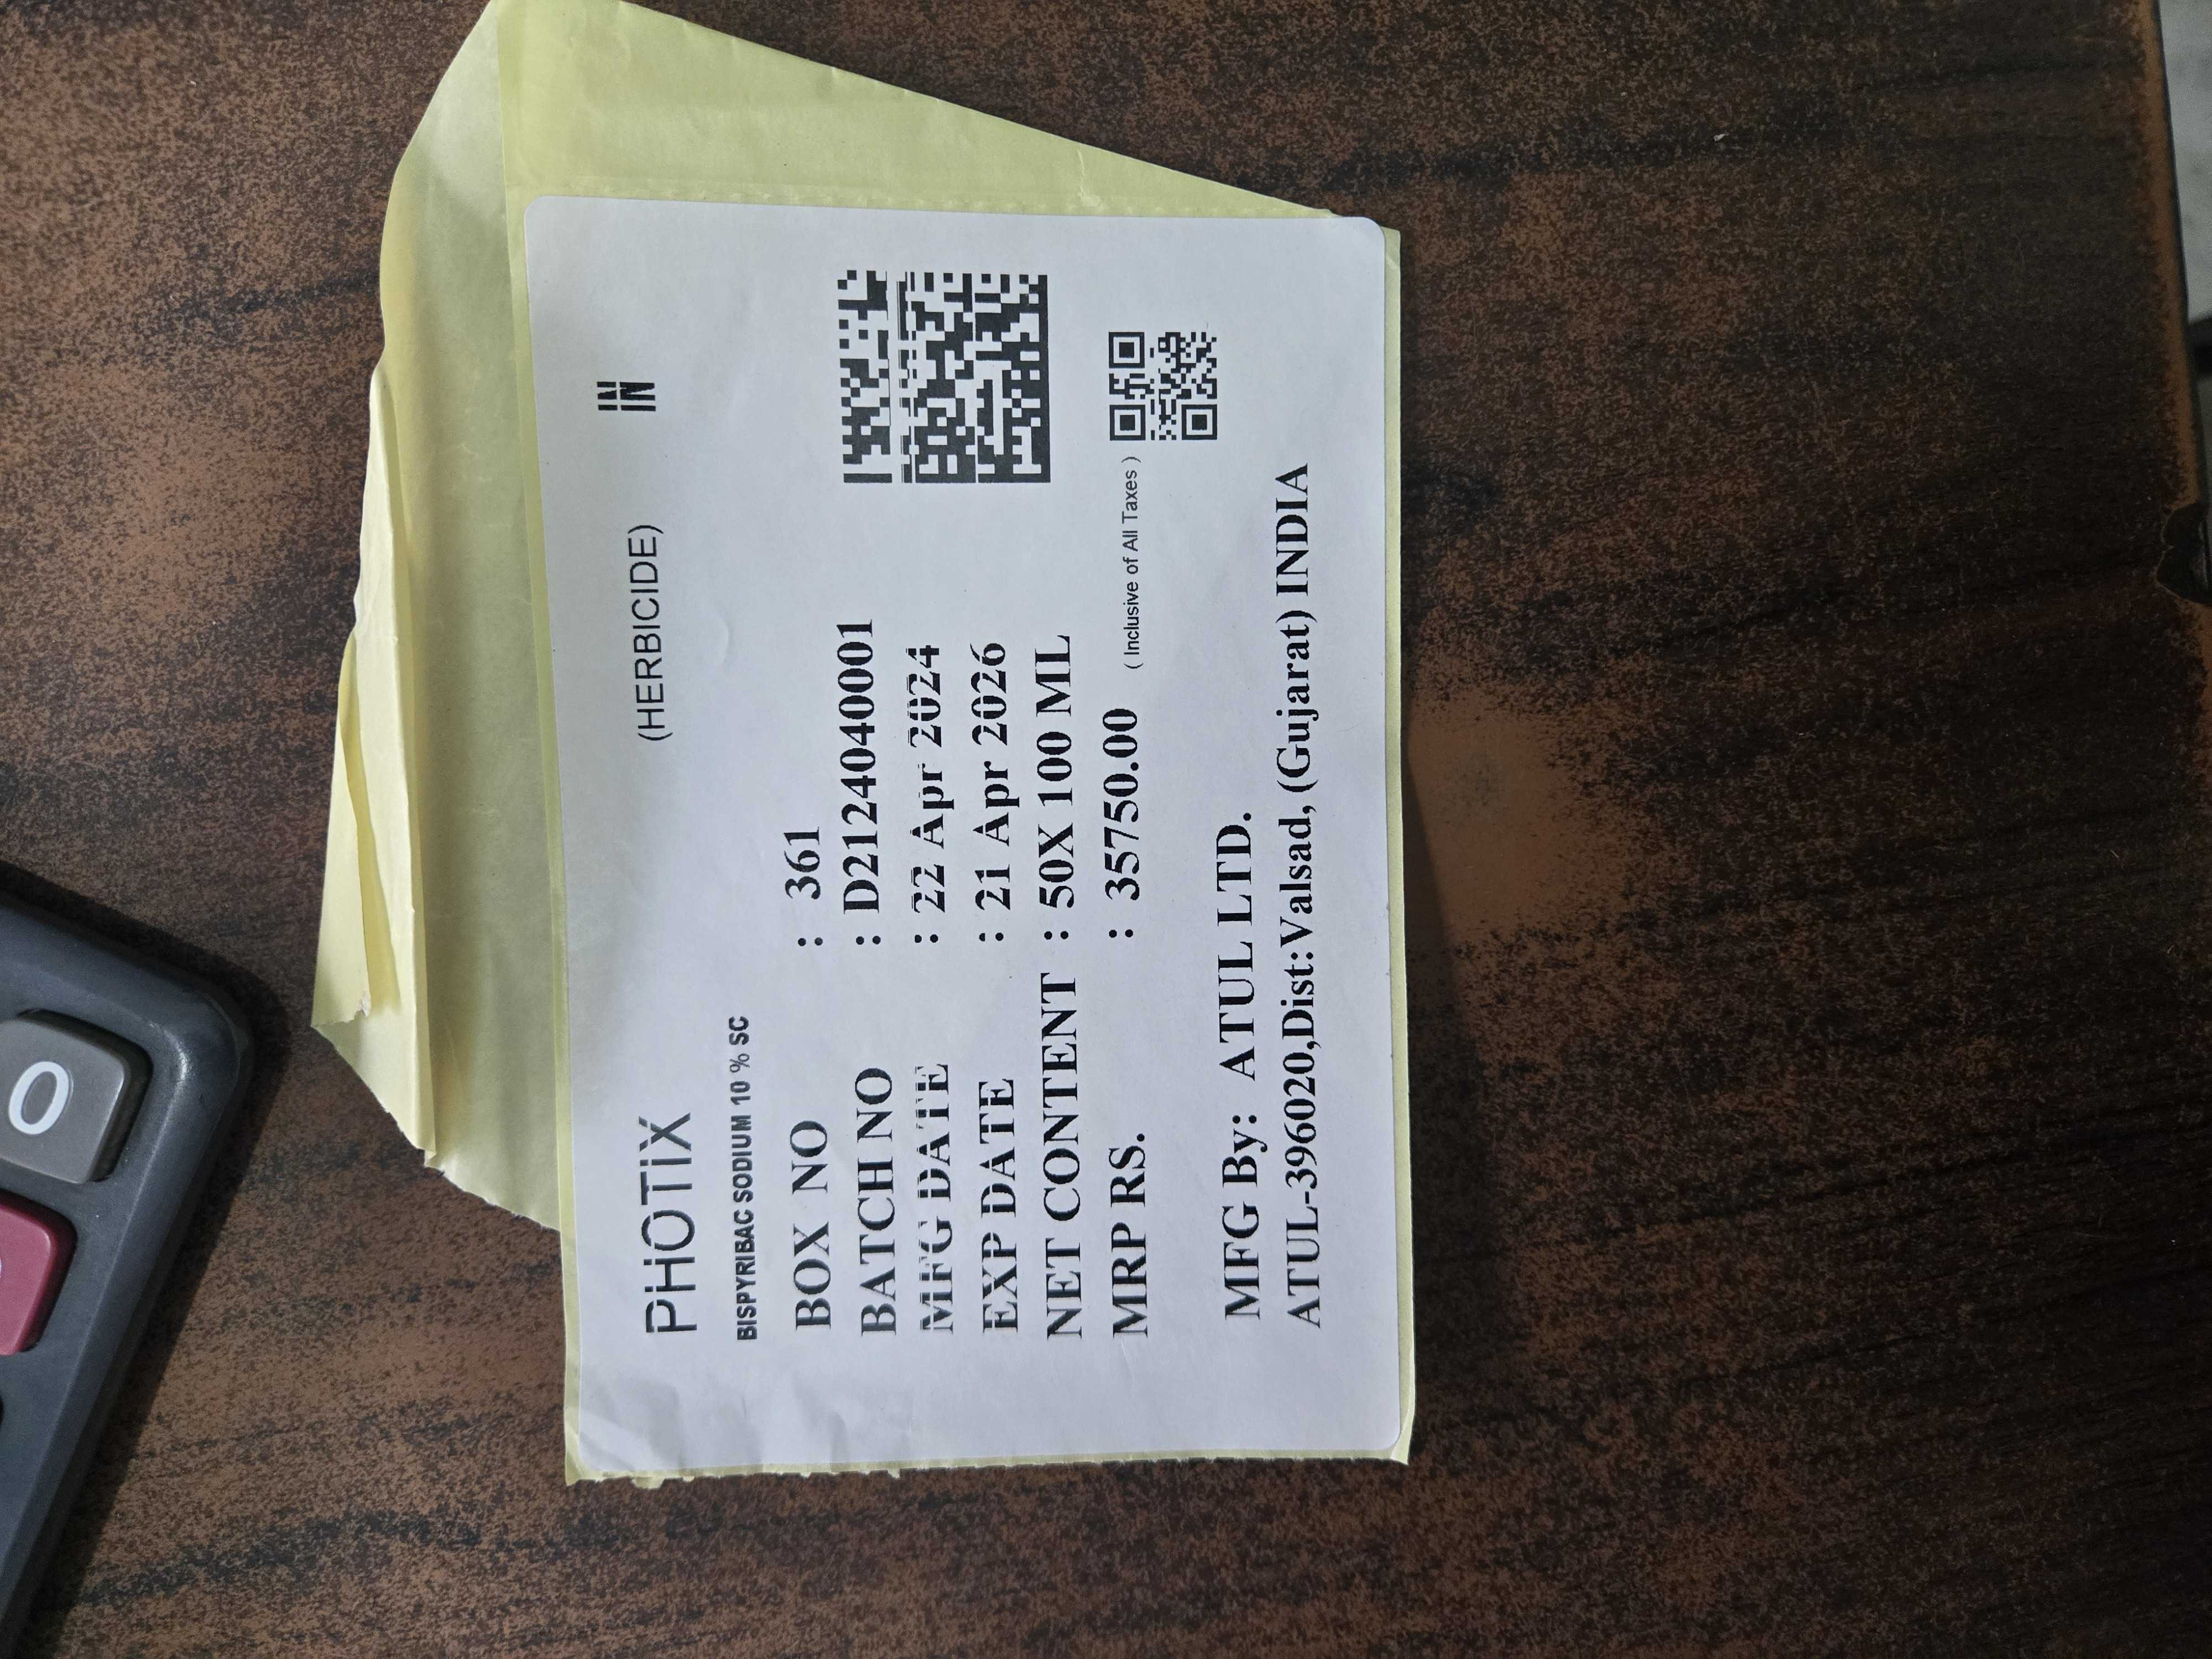 PHOTIX (HERBICIDE) IN
BISPYRIBAC SODIUM 10 % SC
BOX NO : 361
BATCH NO : D2124040001
MFG DATE : 22 Apr 2024
EXP DATE : 21 Apr 2026
NET CONTENT : 50X 100 ML
MRP RS. : 35750.00 ( Inclusive of All Taxes )
MFG By: ATUL LTD.
ATUL-396020,Dist:Valsad, (Gujarat) INDIA
0